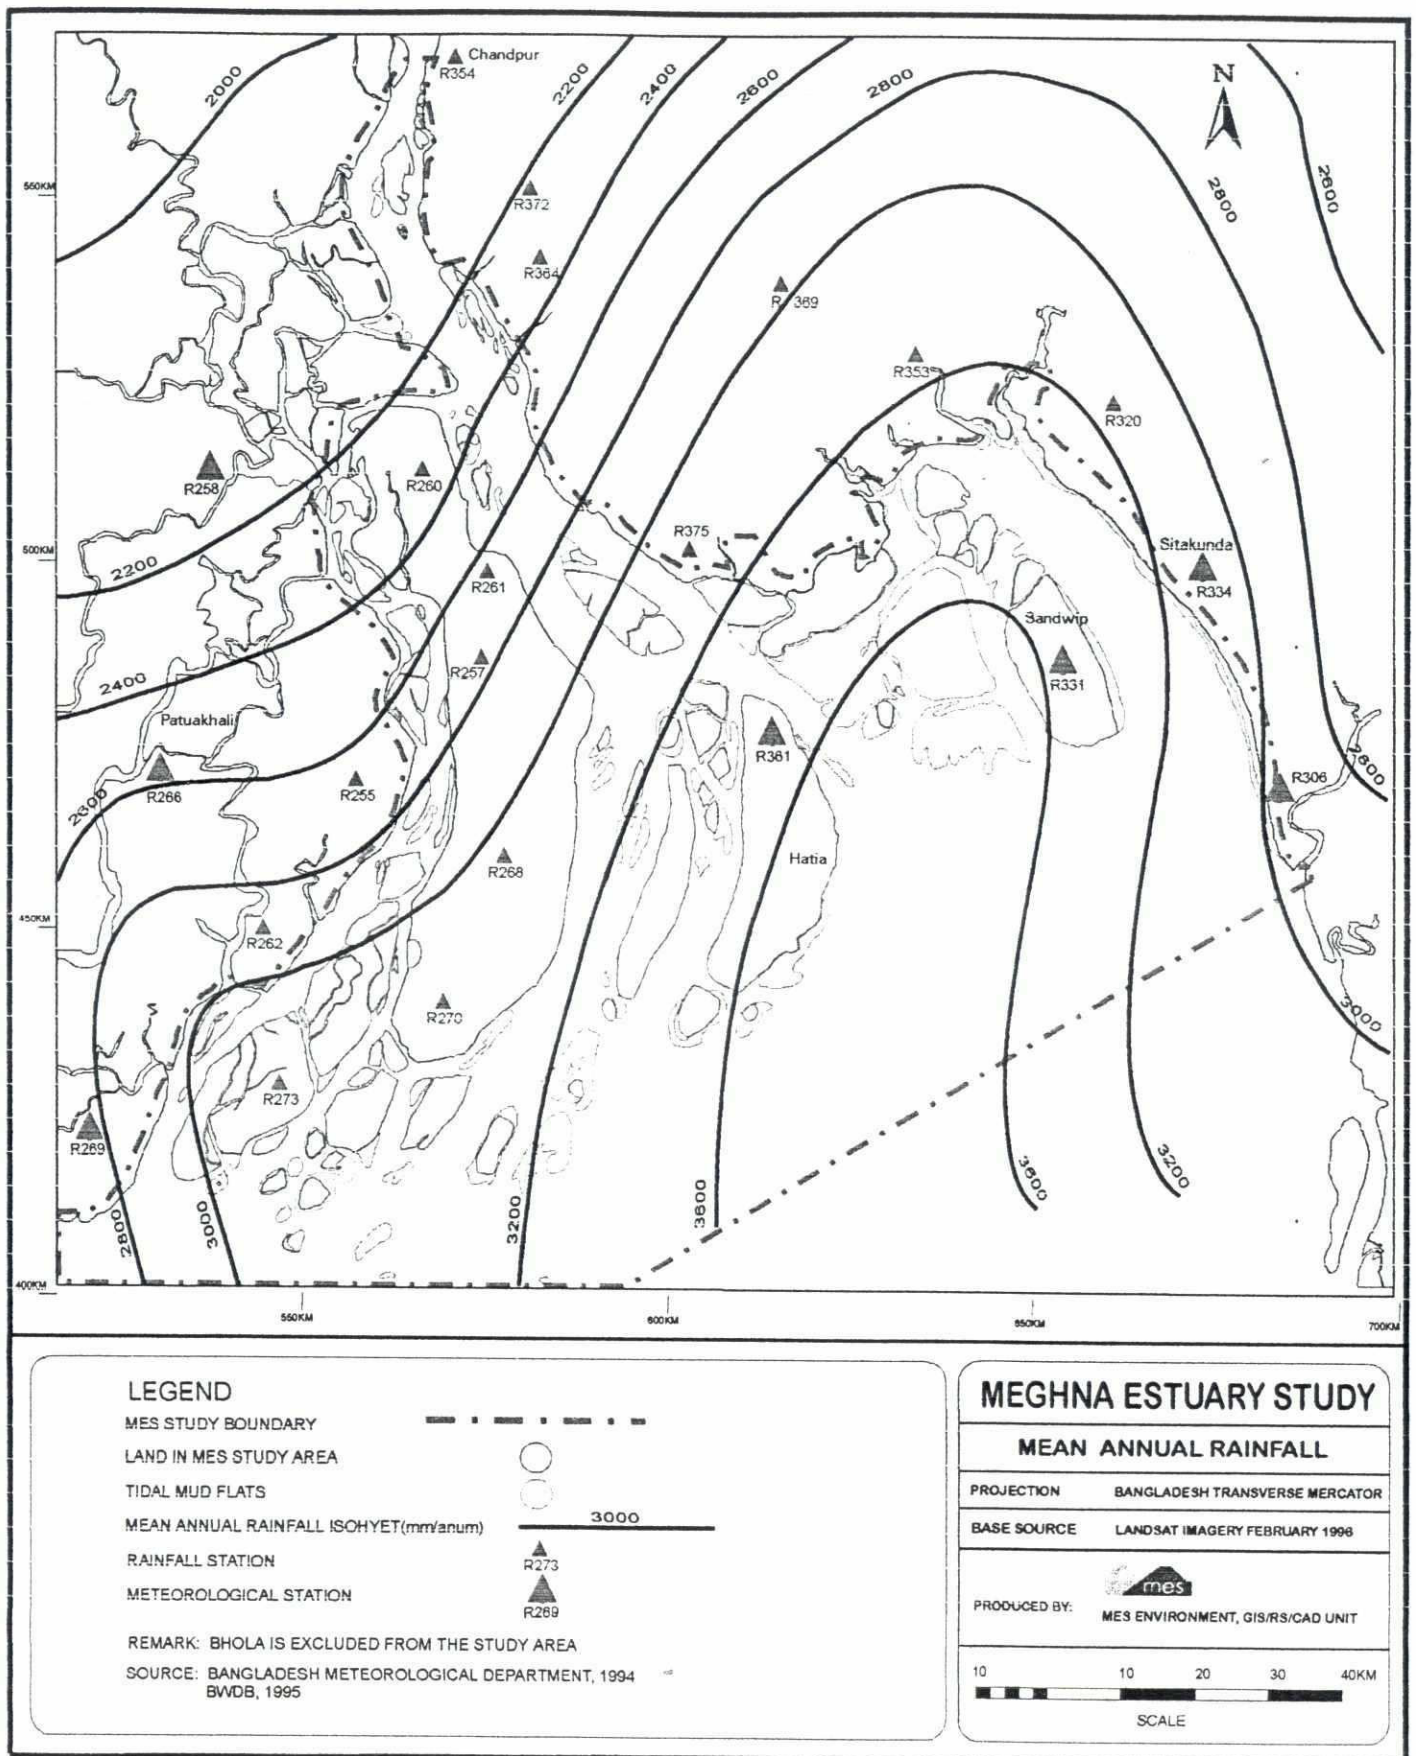 Chandpur
R354
2000
2200
2400
2600
2800
N
550KM
R372
2800
2600
R364
R 369
R353
R320
R258
R260
R375
Sitakunda
500KM
2200
R261
R334
Sandwip
R257
R331
2400
Patuakhali
R361
2800
R266
R255
R306
2600
Hatia
R268
450KM
R262
R270
3000
R273
R269
2800
3000
3200
3600
3600
3200
400KM
550KM
600KM
650KM
700KM
LEGEND
MES STUDY BOUNDARY
LAND IN MES STUDY AREA
TIDAL MUD FLATS
MEAN ANNUAL RAINFALL ISOHYET(mm/anum) 3000
RAINFALL STATION R273
METEOROLOGICAL STATION R269
REMARK: BHOLA IS EXCLUDED FROM THE STUDY AREA
SOURCE: BANGLADESH METEOROLOGICAL DEPARTMENT, 1994
BWDB, 1995
MEGHNA ESTUARY STUDY
MEAN ANNUAL RAINFALL
PROJECTION BANGLADESH TRANSVERSE MERCATOR
BASE SOURCE LANDSAT IMAGERY FEBRUARY 1996
mes
PRODUCED BY: MES ENVIRONMENT, GIS/RS/CAD UNIT
10 10 20 30 40KM
SCALE